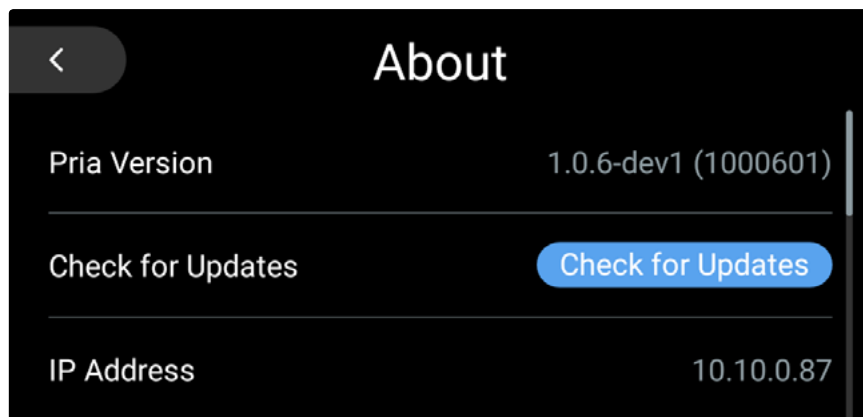 About
Pria Version 1.0.6-dev1 (1000601)
Check for Updates Check for Updates
IP Address 10.10.0.87